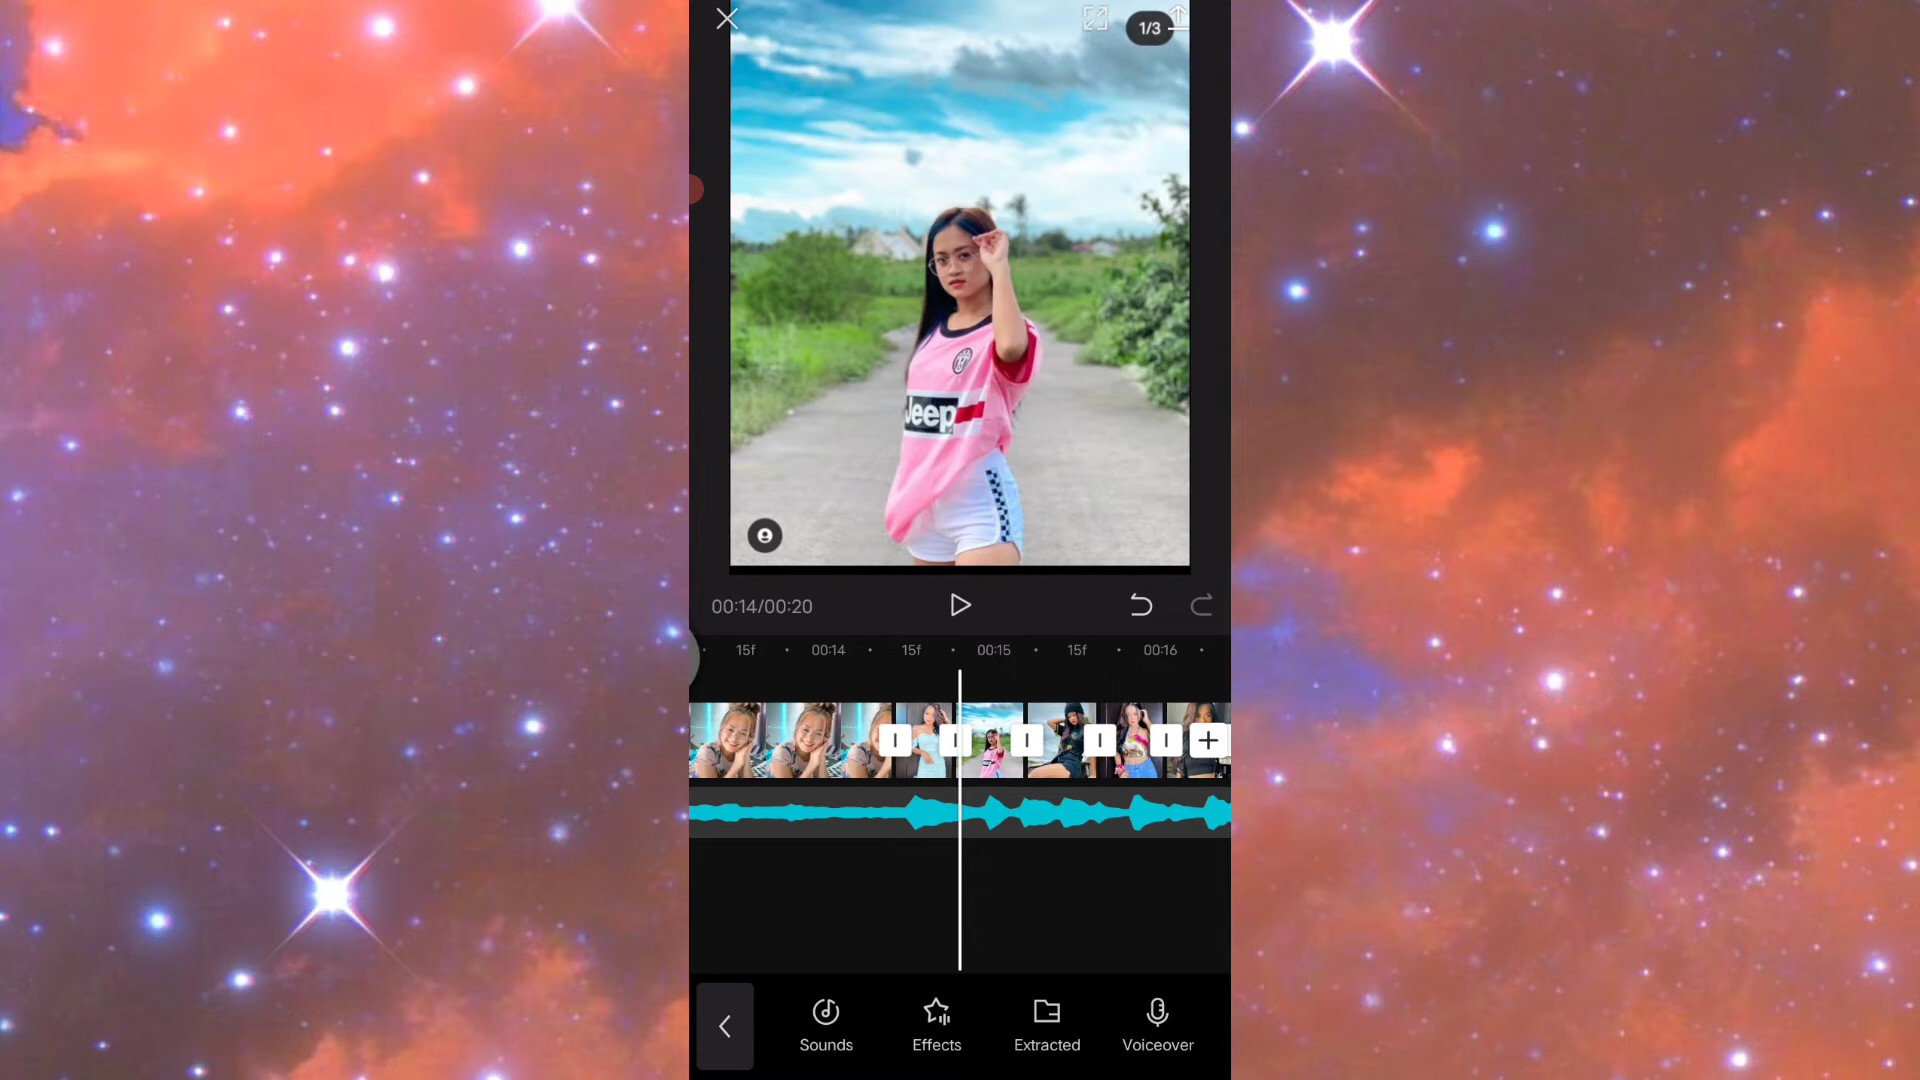 1/3
Jeep
00:14/00:20
15f 00:14 15f 00:15 15f 00:16
Sounds Effects Extracted Voiceover